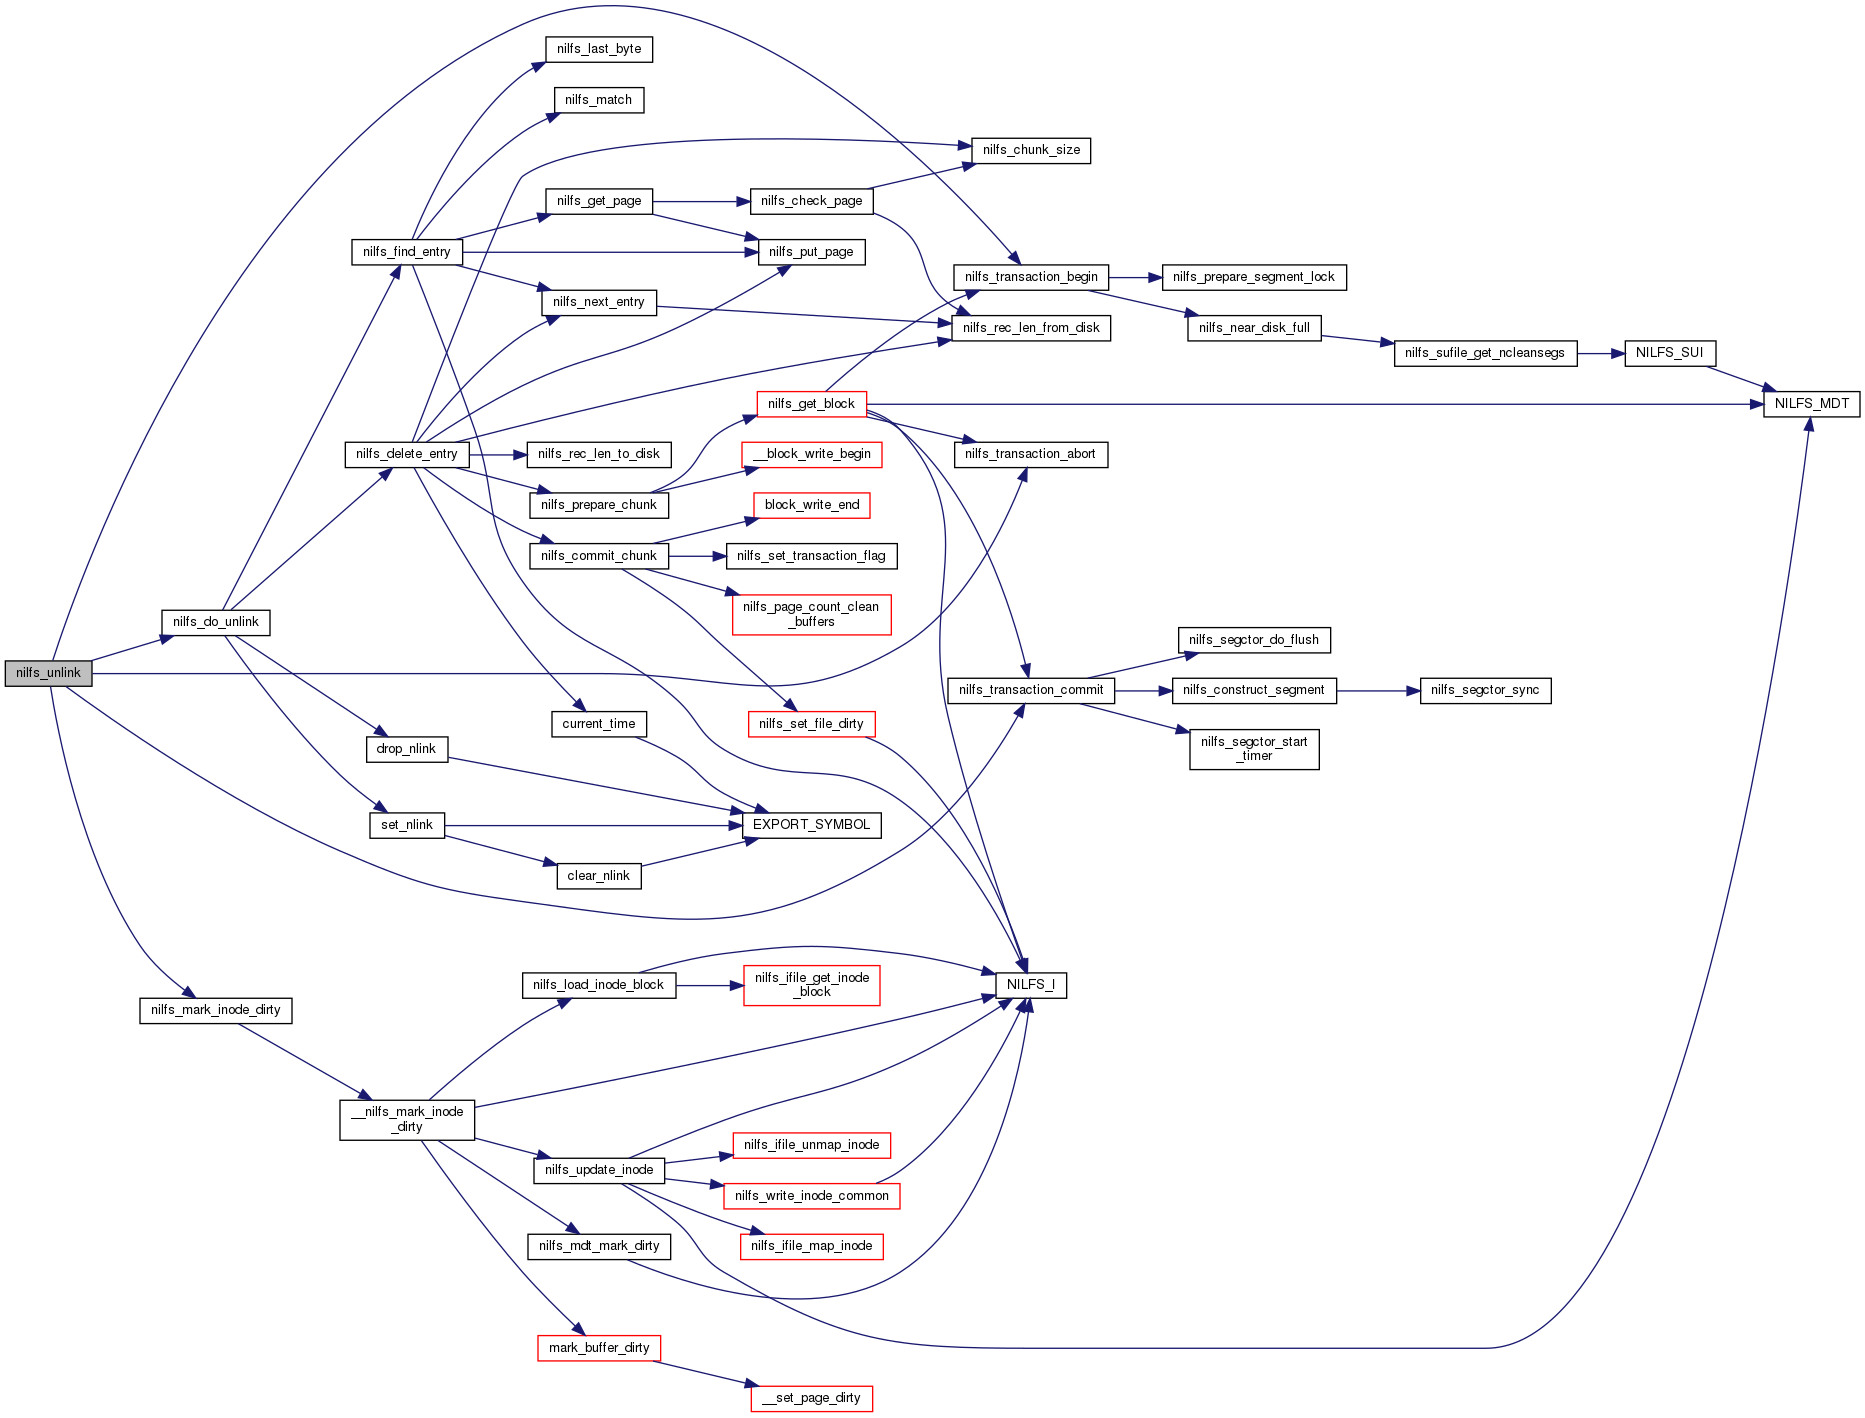 nilfs_last_byte
nilfs_match
nilfs_chunk_size
nilfs_get_page
nilfs_check_page
nilfs_find_entry
nilfs_put_page
nilfs_transaction_begin
nilfs_prepare_segment_lock
nilfs_next_entry
nilfs_rec_len_from_disk
nilfs_near_disk_full
nilfs_sufile_get_ncleansegs
NILFS_SUI
nilfs_get_block
NILFS_MDT
nilfs_delete_entry
nilfs_rec_len_to_disk
__block_write_begin
nilfs_transaction_abort
nilfs_prepare_chunk
block_write_end
nilfs_commit_chunk
nilfs_set_transaction_flag
nilfs_page_count_clean
_buffers
nilfs_do_unlink
nilfs_segctor_do_flush
nilfs_unlink
nilfs_transaction_commit
nilfs_construct_segment
nilfs_segctor_sync
current_time
nilfs_set_file_dirty
nilfs_segctor_start
_timer
drop_nlink
set_nlink
EXPORT_SYMBOL
clear_nlink
nilfs_load_inode_block
nilfs_ifile_get_inode
_block
NILFS_I
nilfs_mark_inode_dirty
__nilfs_mark_inode
_dirty
nilfs_ifile_unmap_inode
nilfs_update_inode
nilfs_write_inode_common
nilfs_mdt_mark_dirty
nilfs_ifile_map_inode
mark_buffer_dirty
__set_page_dirty